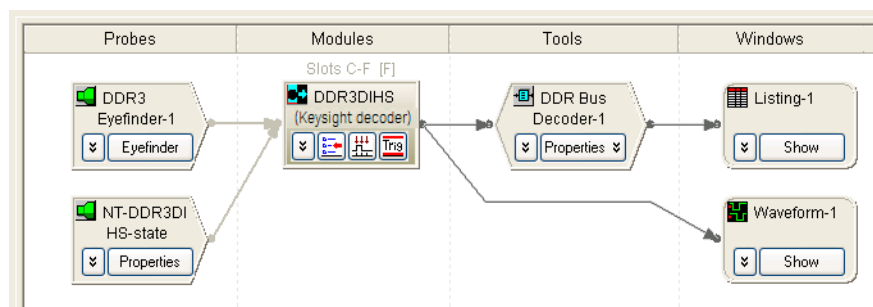 Probes Modules Tools Windows
Slots C-F [F]
DDR3
Eyefinder-1
Eyefinder
DDR3DIHS
(Keysight decoder)
Trig
DDR Bus
Decoder-1
Properties
Listing-1
Show
NT-DDR3DI
HS-state
Properties
Waveform-1
Show